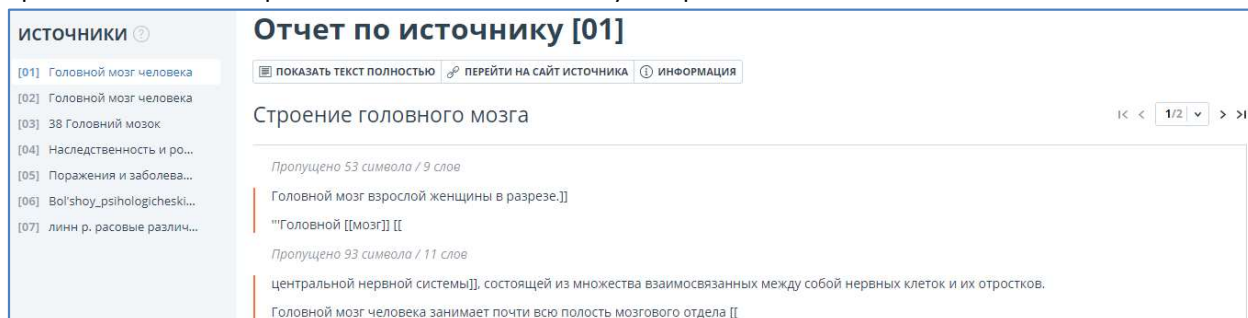 ИСТОЧНИКИ ?
[01] Головной мозг человека
[02] Головной мозг человека
[03] 38 Головний мозок
[04] Наследственность и ро...
[05] Поражения и заболева...
[06] Bol'shoy_psihologicheski...
[07] линн р. расовые различ...
Отчет по источнику [01]
ПОКАЗАТЬ ТЕКСТ ПОЛНОСТЬЮ ПЕРЕЙТИ НА САЙТ ИСТОЧНИКА ИНФОРМАЦИЯ
Строение головного мозга
1/2
Пропущено 53 символа / 9 слов
Головной мозг взрослой женщины в разрезе.]]
'''Головной [[мозг]] [[
Пропущено 93 символа / 11 слов
центральной нервной системы]], состоящей из множества взаимосвязанных между собой нервных клеток и их отростков.
Головной мозг человека занимает почти всю полость мозгового отдела [[